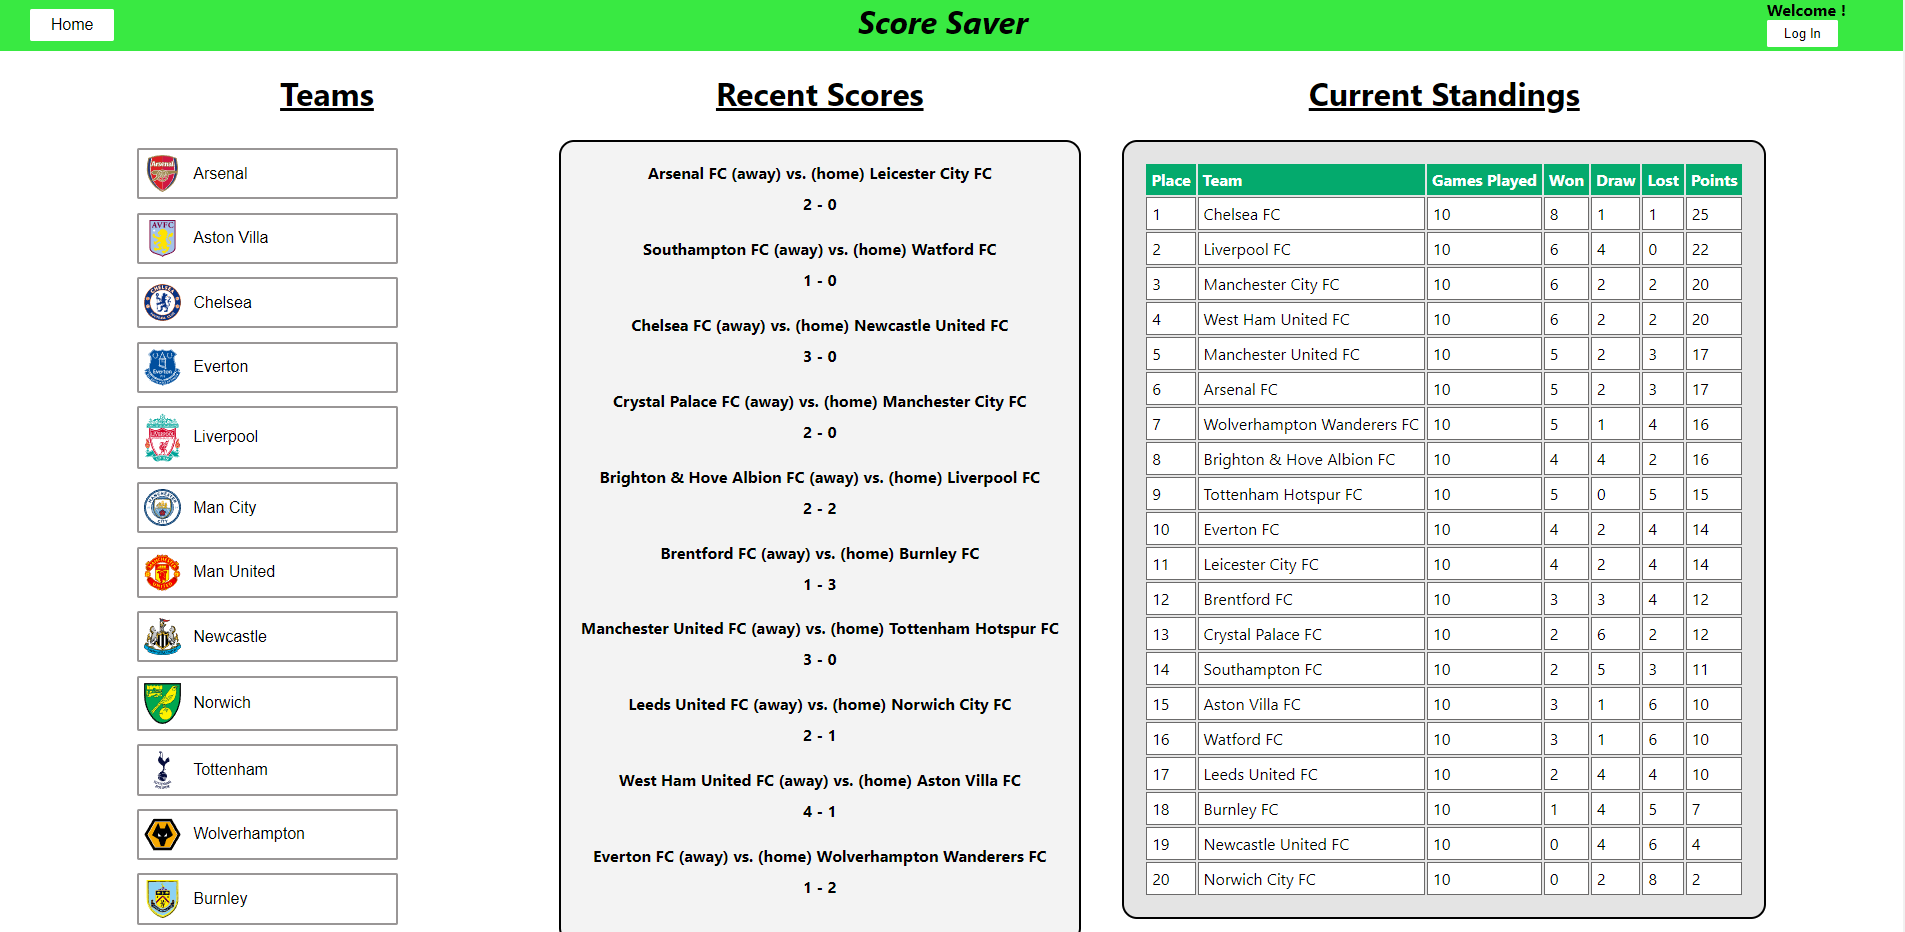 Home
Score Saver
Welcome !
Log In
Teams
Arsenal
Aston Villa
Chelsea
Everton
Liverpool
Man City
Man United
Newcastle
Norwich
Tottenham
Wolverhampton
Burnley
Recent Scores
Arsenal FC (away) vs. (home) Leicester City FC
2 - 0
Southampton FC (away) vs. (home) Watford FC
1 - 0
Chelsea FC (away) vs. (home) Newcastle United FC
3 - 0
Crystal Palace FC (away) vs. (home) Manchester City FC
2 - 0
Brighton & Hove Albion FC (away) vs. (home) Liverpool FC
2 - 2
Brentford FC (away) vs. (home) Burnley FC
1 - 3
Manchester United FC (away) vs. (home) Tottenham Hotspur FC
3 - 0
Leeds United FC (away) vs. (home) Norwich City FC
2 - 1
West Ham United FC (away) vs. (home) Aston Villa FC
4 - 1
Everton FC (away) vs. (home) Wolverhampton Wanderers FC
1 - 2
Current Standings
Place Team Games Played Won Draw Lost Points
1 Chelsea FC 10 8 1 1 25
2 Liverpool FC 10 6 4 0 22
3 Manchester City FC 10 6 2 2 20
4 West Ham United FC 10 6 2 2 20
5 Manchester United FC 10 5 2 3 17
6 Arsenal FC 10 5 2 3 17
7 Wolverhampton Wanderers FC 10 5 1 4 16
8 Brighton & Hove Albion FC 10 4 4 2 16
9 Tottenham Hotspur FC 10 5 0 5 15
10 Everton FC 10 4 2 4 14
11 Leicester City FC 10 4 2 4 14
12 Brentford FC 10 3 3 4 12
13 Crystal Palace FC 10 2 6 2 12
14 Southampton FC 10 2 5 3 11
15 Aston Villa FC 10 3 1 6 10
16 Watford FC 10 3 1 6 10
17 Leeds United FC 10 2 4 4 10
18 Burnley FC 10 1 4 5 7
19 Newcastle United FC 10 0 4 6 4
20 Norwich City FC 10 0 2 8 2